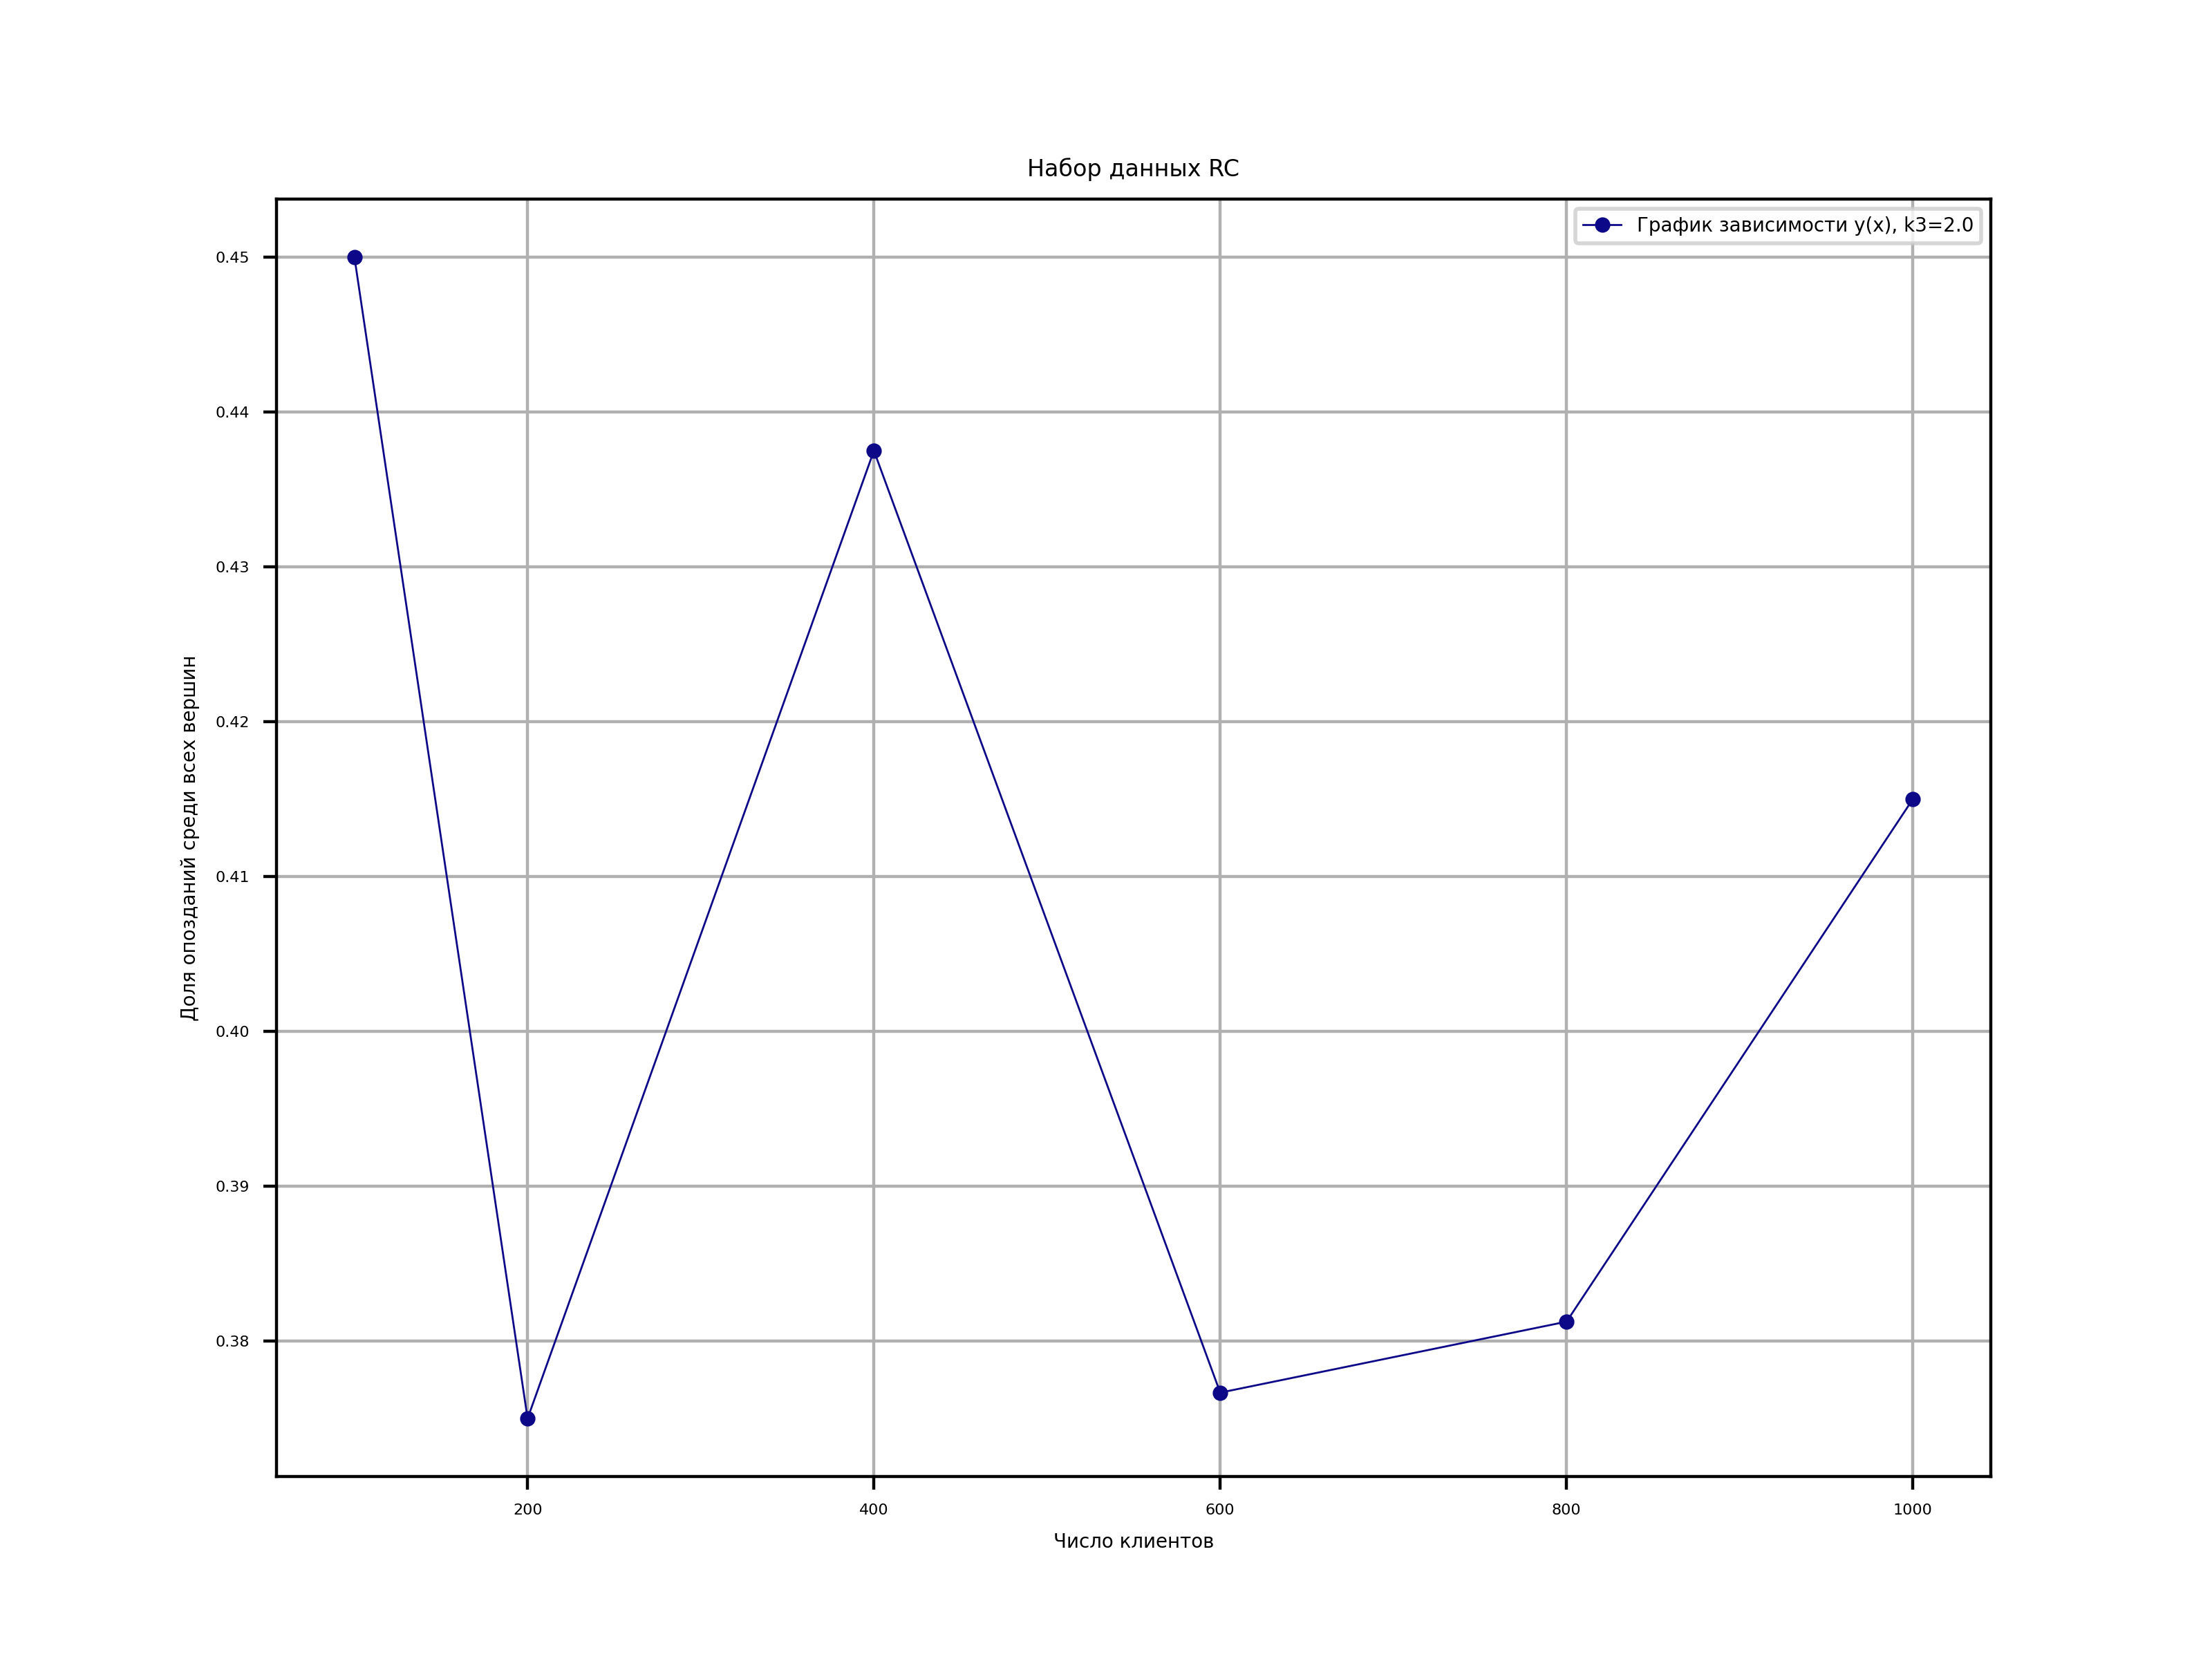 Набор данных RC
График зависимости y(x), k3=2.0
Доля опозданий среди всех вершин
0.45
0.44
0.43
0.42
0.41
0.40
0.39
0.38
200 400 600 800 1000
Число клиентов